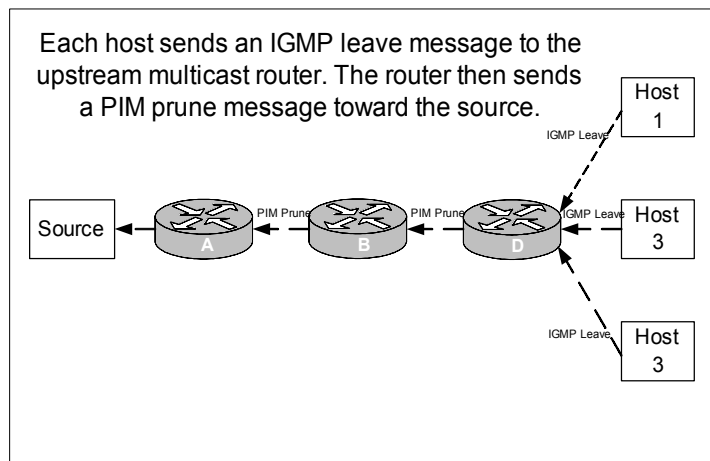 Each host sends an IGMP leave message to the
upstream multicast router. The router then sends
a PIM prune message toward the source.
Host
1
IGMP Leave
Source
A
PIM Prune
B
PIM Prune
D
IGMP Leave
Host
3
IGMP Leave
Host
3